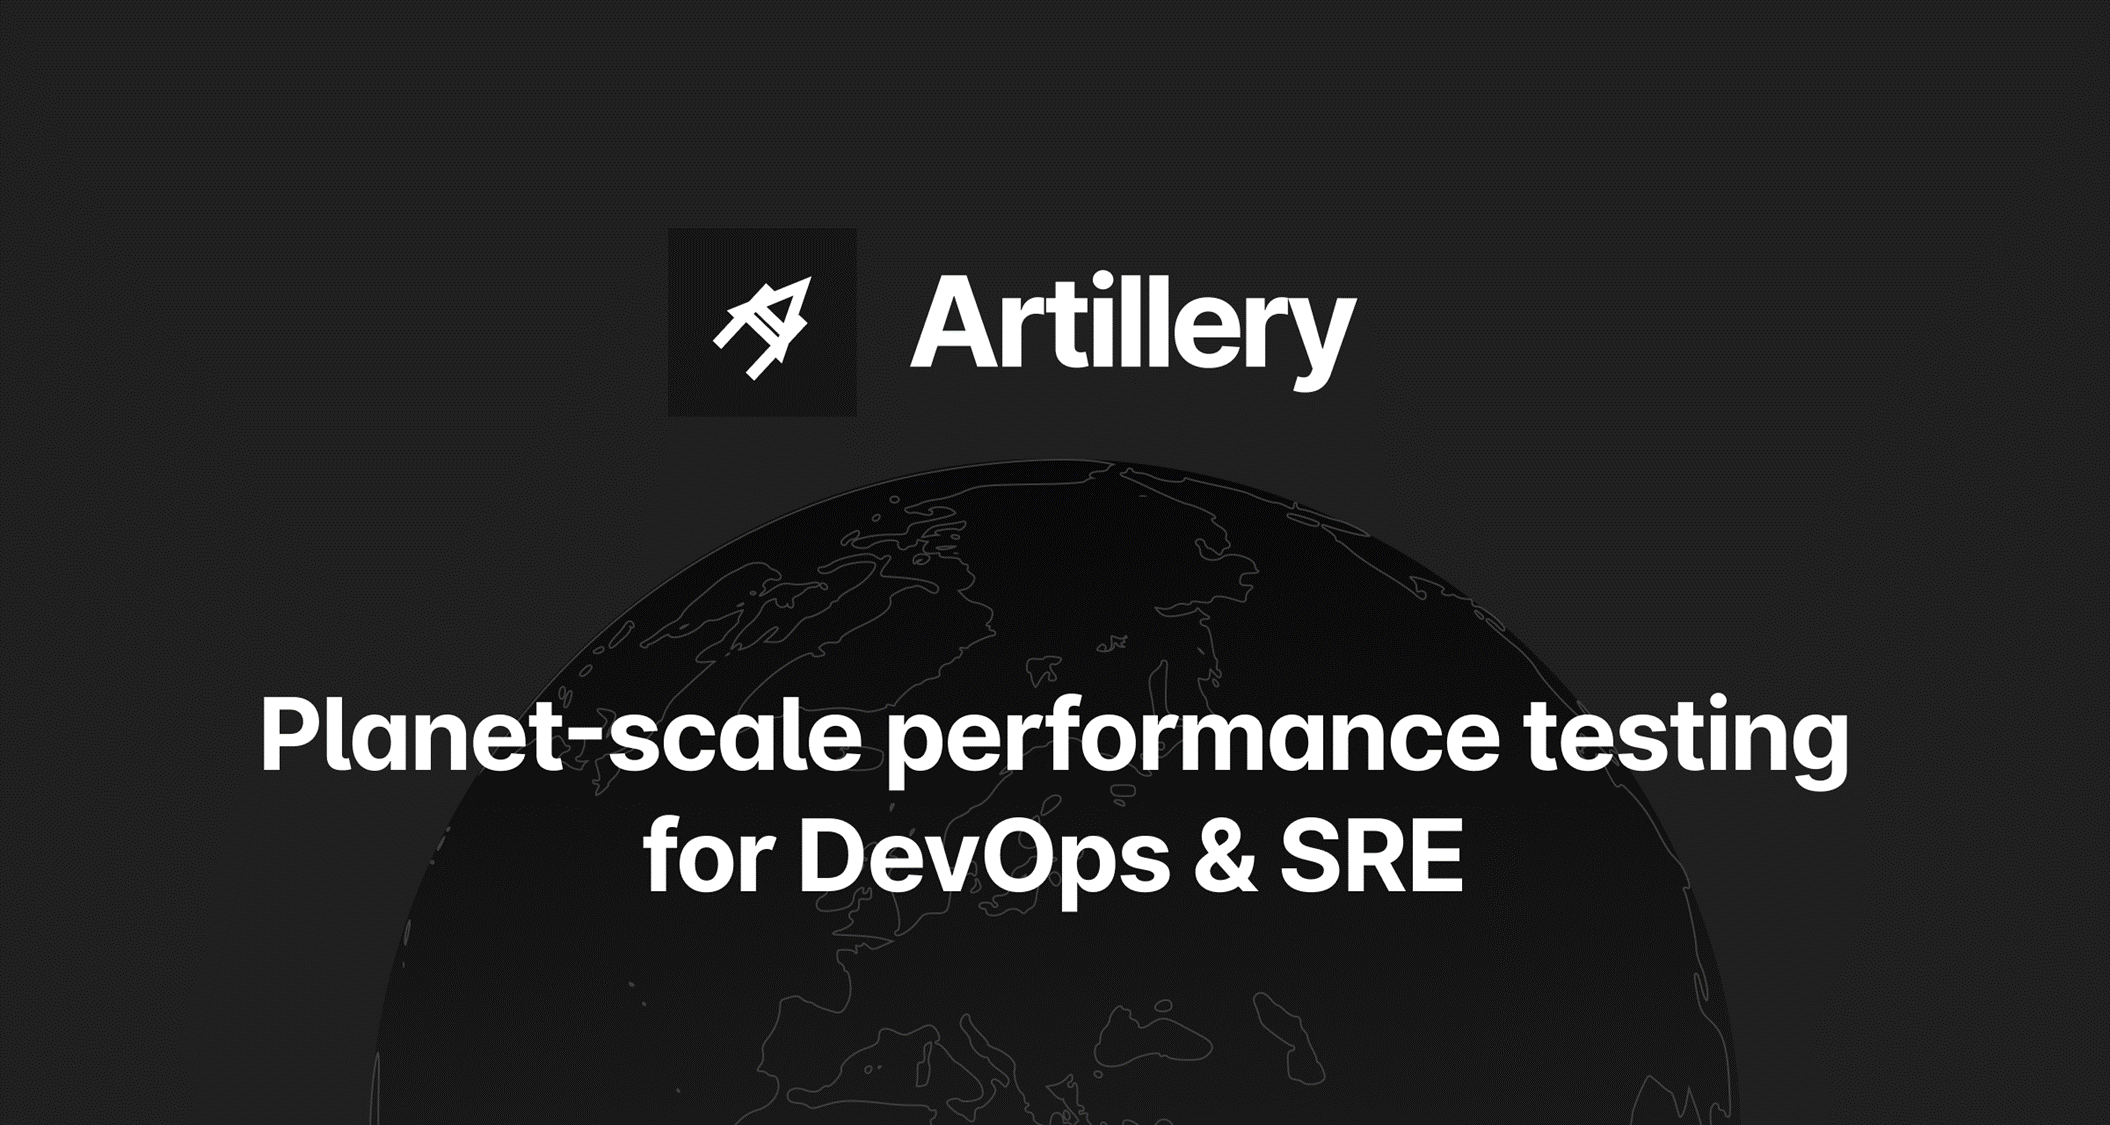 Artillery
Planet-scale performance testing
for DevOps & SRE